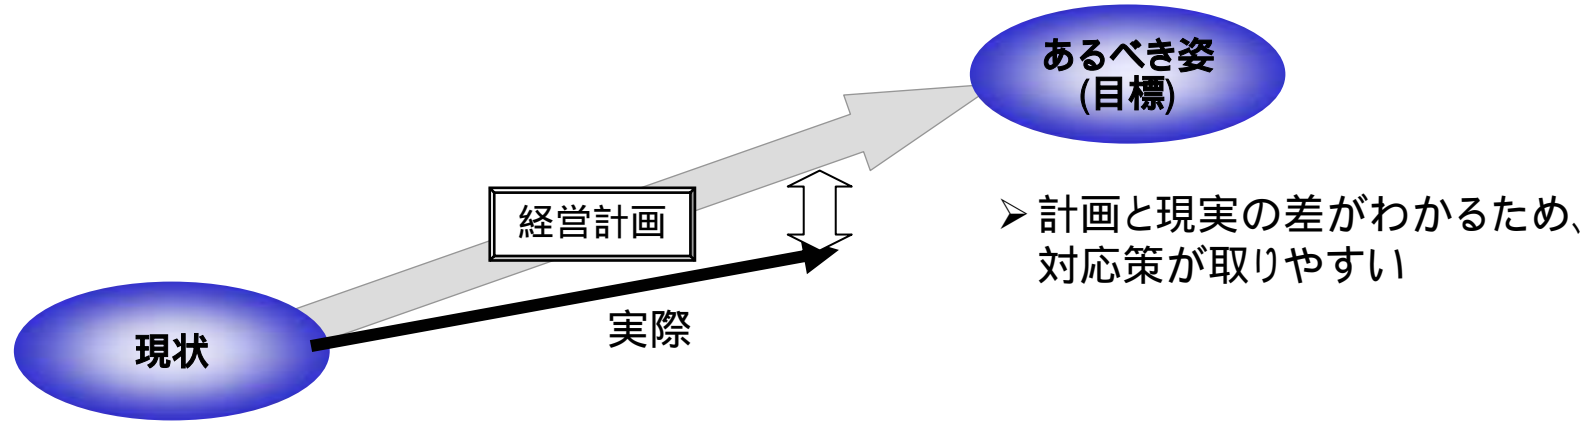 あるべき姿
(目標)
経営計画
➢ 計画と現実の差がわかるため、
対応策が取りやすい
実際
現状